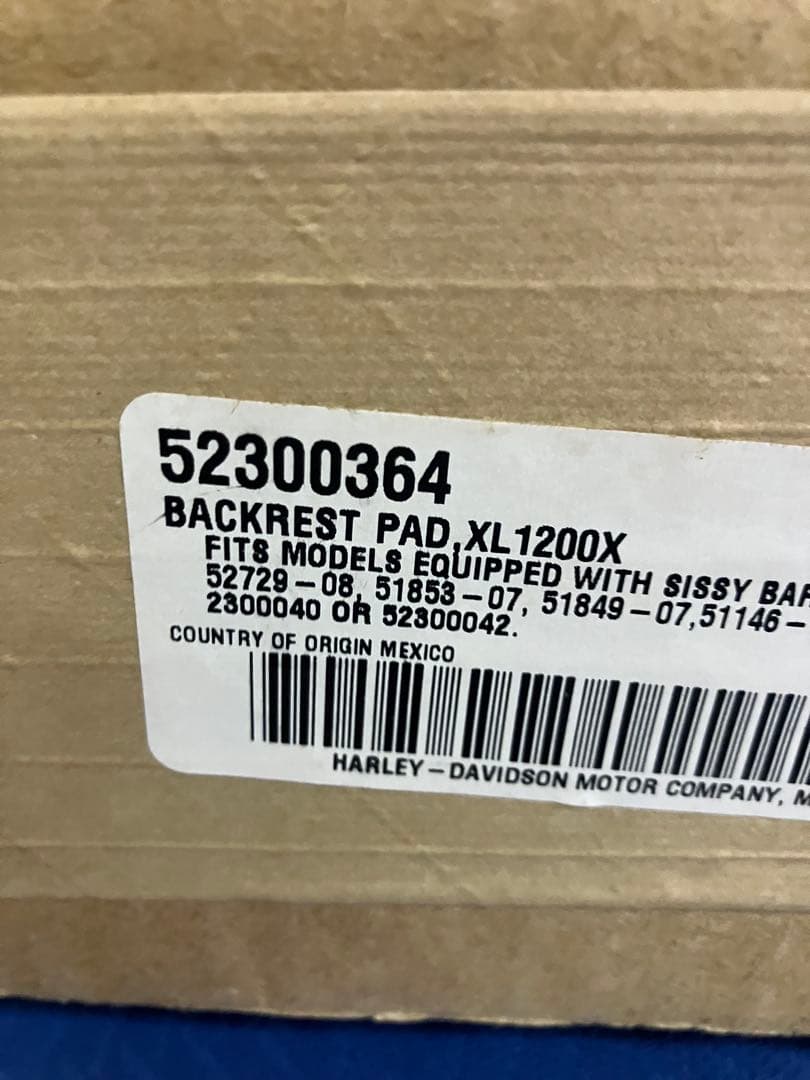 52300364
BACKREST PAD,XL1200X
FITS MODELS EQUIPPED WITH SISSY BAR
52729-08, 51853-07, 51849-07,51146-
2300040 OR 52300042.
COUNTRY OF ORIGIN MEXICO
HARLEY-DAVIDSON MOTOR COMPANY, M